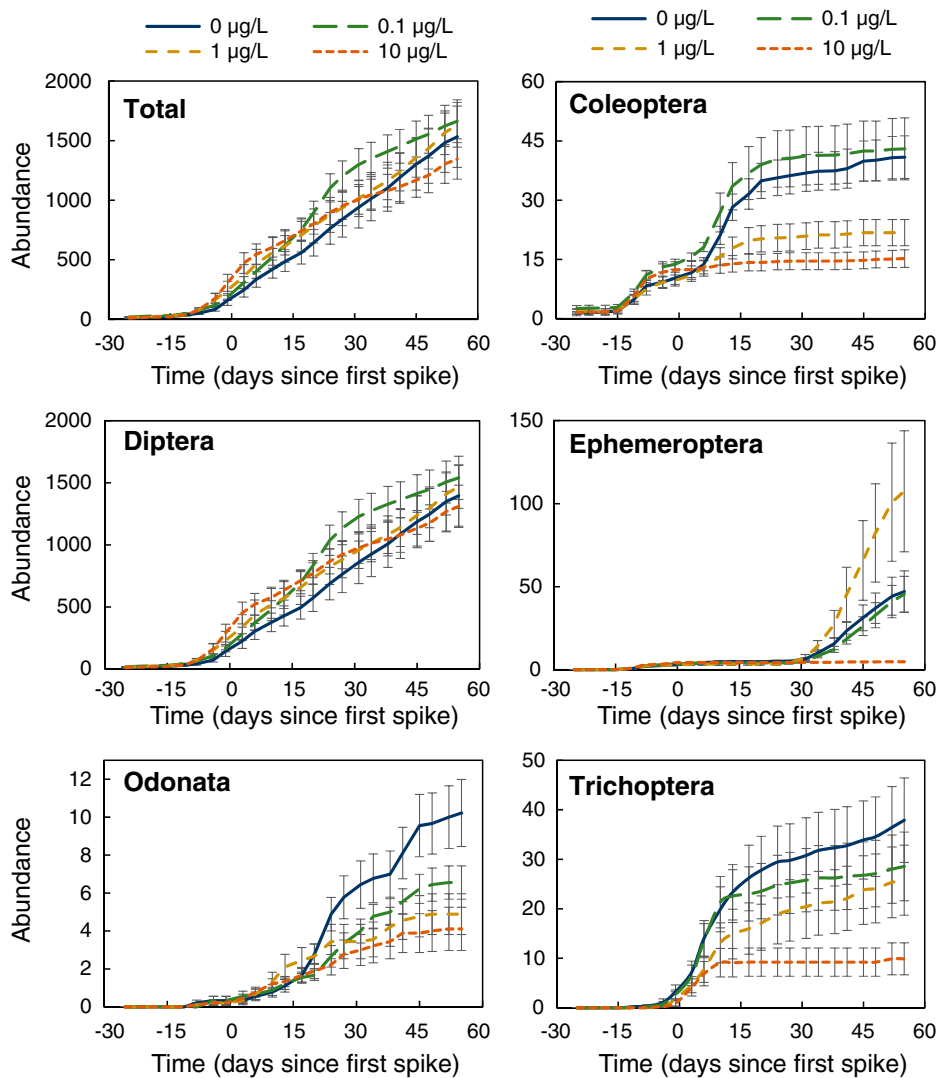 0 µg/L 0.1 µg/L
1 µg/L 10 µg/L
0 µg/L 0.1 µg/L
1 µg/L 10 µg/L
Total
Abundance
2000
1500
1000
500
0
-30 -15 0 15 30 45 60
Time (days since first spike)
Coleoptera
60
45
30
15
0
-30 -15 0 15 30 45 60
Time (days since first spike)
Diptera
Abundance
2000
1500
1000
500
0
-30 -15 0 15 30 45 60
Time (days since first spike)
Ephemeroptera
150
100
50
0
-30 -15 0 15 30 45 60
Time (days since first spike)
Odonata
Abundance
12
10
8
6
4
2
0
-30 -15 0 15 30 45 60
Time (days since first spike)
Trichoptera
50
40
30
20
10
0
-30 -15 0 15 30 45 60
Time (days since first spike)